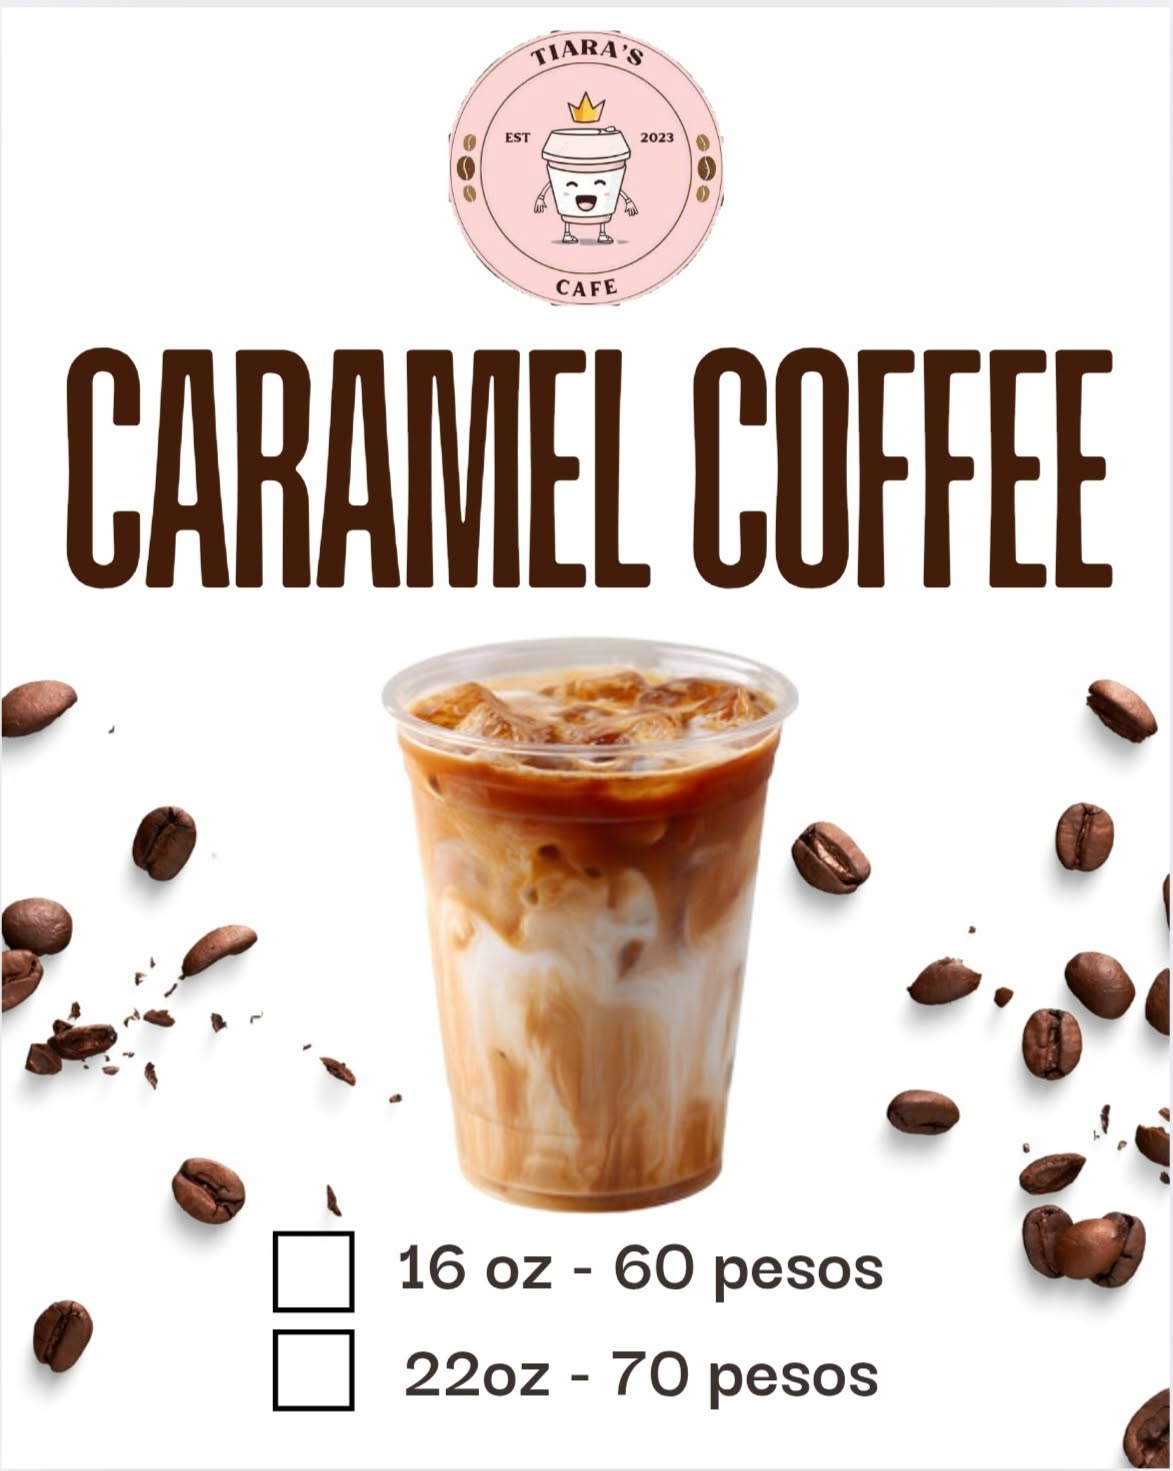 TIARA'S
EST 2023
CAFE
CARAMEL COFFEE
16 oz - 60 pesos
22oz - 70 pesos